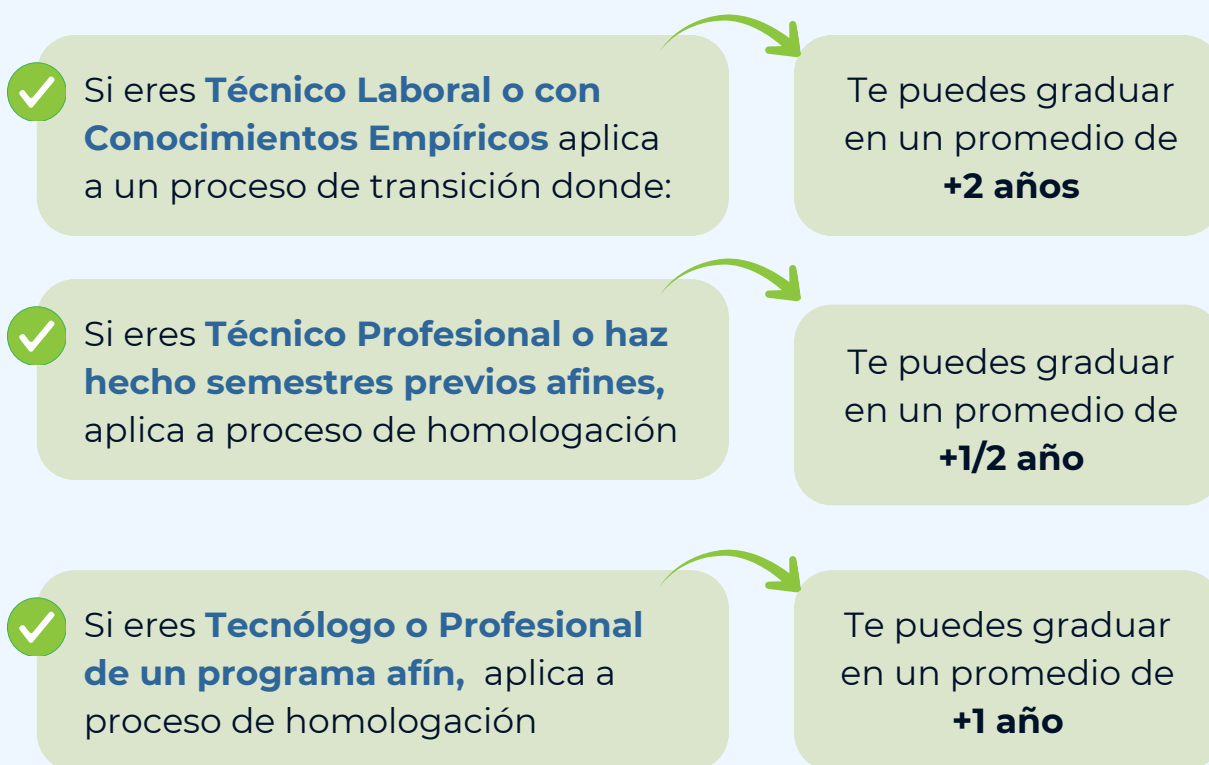 Si eres Técnico Laboral o con
Conocimientos Empíricos aplica
a un proceso de transición donde:
Te puedes graduar
en un promedio de
+2 años
Si eres Técnico Profesional o haz
hecho semestres previos afines,
aplica a proceso de homologación
Te puedes graduar
en un promedio de
+1/2 año
Si eres Tecnólogo o Profesional
de un programa afín, aplica a
proceso de homologación
Te puedes graduar
en un promedio de
+1 año